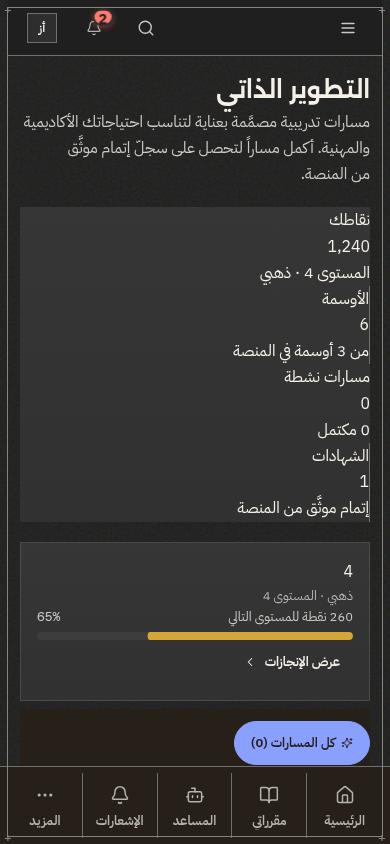 أز
2
التطوير الذاتي
مسارات تدريبية مصمَّمة بعناية لتناسب احتياجاتك الأكاديمية
والمهنية. أكمل مساراً لتحصل على سجلّ إتمام موثَّق
من المنصة.
نقاطك
1,240
المستوى 4 · ذهبي
الأوسمة
6
من 3 أوسمة في المنصة
مسارات نشطة
0
0 مكتمل
الشهادات
1
إتمام موثَّق من المنصة
4
ذهبي · المستوى 4
260 نقطة للمستوى التالي 65%
عرض الإنجازات
كل المسارات (0)
الرئيسية مقرراتي المساعد الإشعارات المزيد